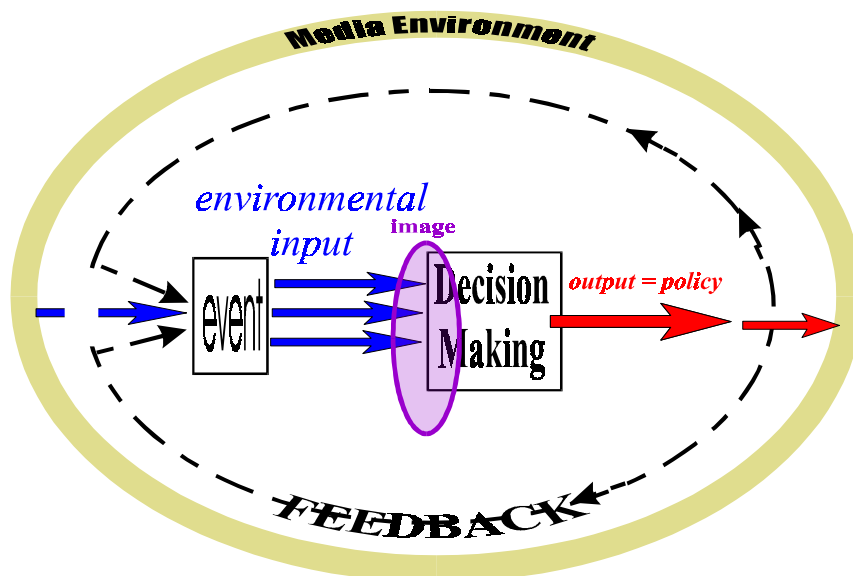 Media Environment
environmental
input
image
event
Decision
Making
output = policy
FEEDBACK